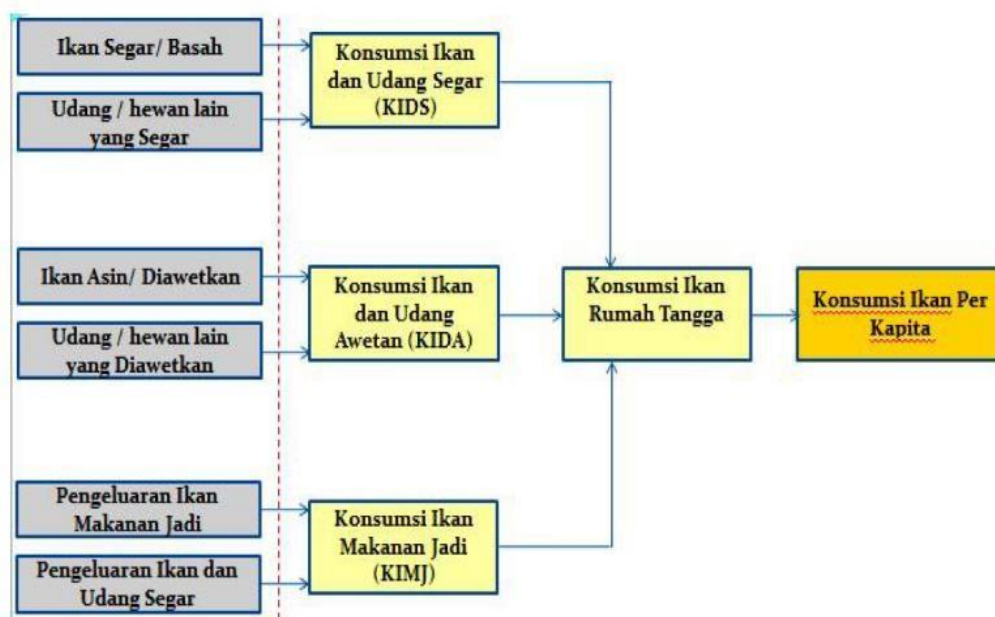 Ikan Segar/ Basah
Udang / hewan lain
yang Segar
Konsumsi Ikan
dan Udang Segar
(KIDS)
Ikan Asin/ Diawetkan
Udang / hewan lain
yang Diawetkan
Konsumsi Ikan
dan Udang
Awetan (KIDA)
Konsumsi Ikan
Rumah Tangga
Konsumsi Ikan Per
Kapita
Pengeluaran Ikan
Makanan Jadi
Pengeluaran Ikan dan
Udang Segar
Konsumsi Ikan
Makanan Jadi
(KIMJ)